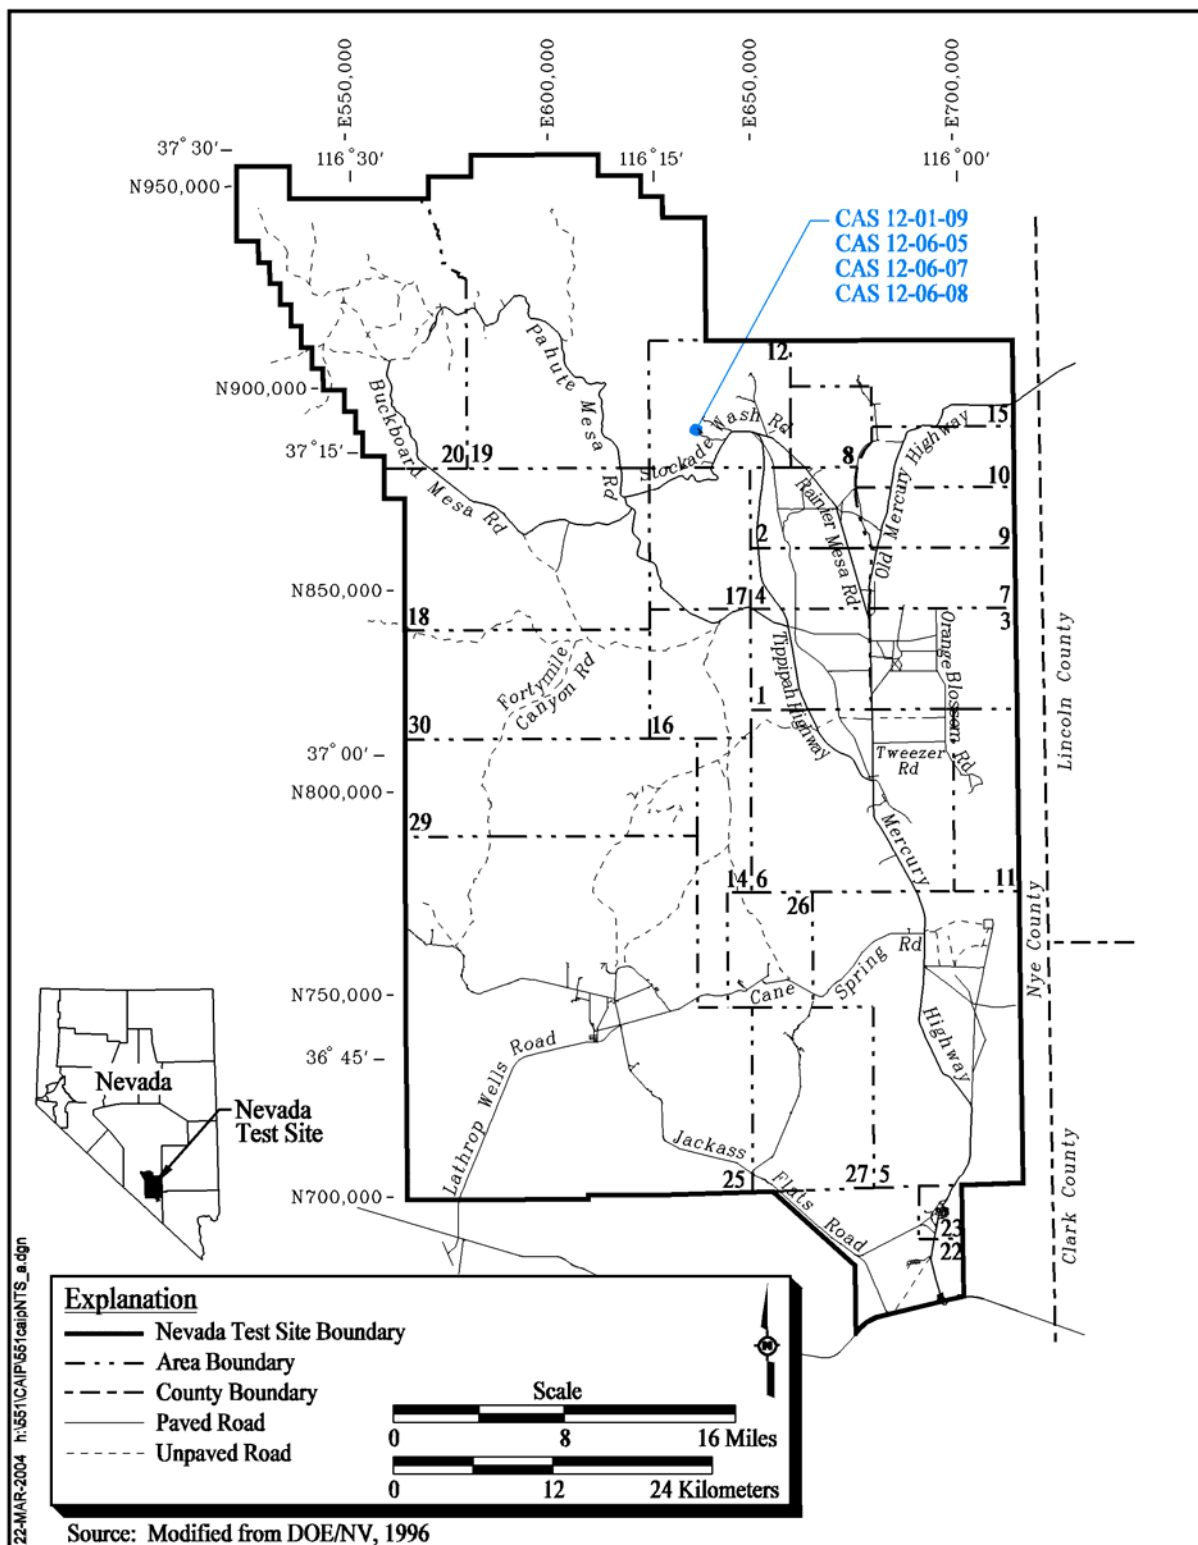 E550,000
E600,000
E650,000
E700,000
37° 30'
116° 30'
116° 15'
116° 00'
N950,000
CAS 12-01-09
CAS 12-06-05
CAS 12-06-07
CAS 12-06-08
12
Pahute Mesa Rd
Buckboard Mesa Rd
N900,000
Stockade Wash Rd
15
37° 15'
20 19
8
10
Old Mercury Highway
Rainier Mesa Rd
2
9
N850,000
17 4
7
18
3
Orange Blossom Rd
Tippipah Highway
Fortymile
Canyon Rd
Lincoln County
1
30
16
37° 00'
Tweezer
Rd
N800,000
29
Mercury
Highway
14 6
11
26
Nye County
Cane Spring Rd
N750,000
36° 45'
Nevada
Nevada
Test Site
Lathrop Wells Road
Jackass Flats Road
Clark County
25
27 5
N700,000
23
22
22-MAR-2004 h:\551\CAIP\551caipNTS_a.dgn
Explanation
Nevada Test Site Boundary
Area Boundary
County Boundary
Paved Road
Unpaved Road
N
Scale
0 8 16 Miles
0 12 24 Kilometers
Source: Modified from DOE/NV, 1996